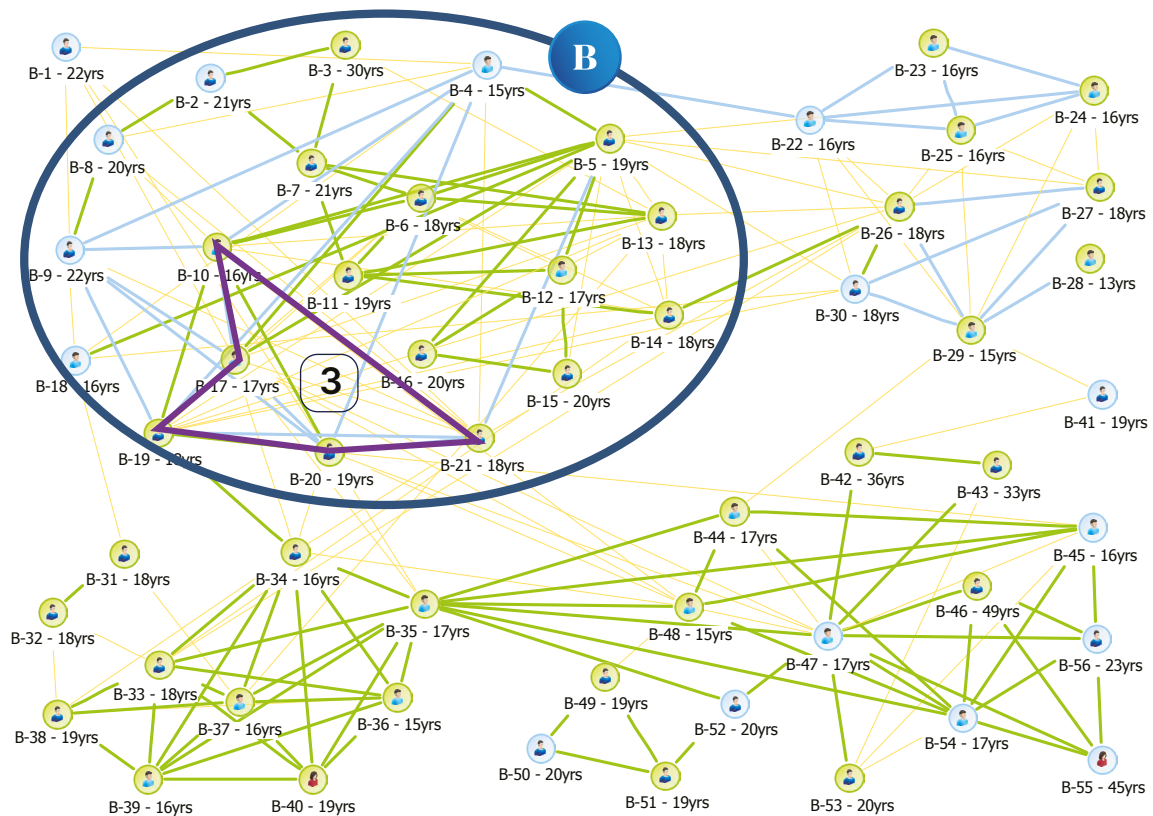 B
B-1 - 22yrs
B-2 - 21yrs
B-3 - 30yrs
B-4 - 15yrs
B-23 - 16yrs
B-24 - 16yrs
B-22 - 16yrs
B-25 - 16yrs
B-8 - 20yrs
B-5 - 19yrs
B-7 - 21yrs
B-6 - 18yrs
B-27 - 18yrs
B-26 - 18yrs
B-13 - 18yrs
B-9 - 22yrs
B-10 - 16yrs
B-11 - 19yrs
B-12 - 17yrs
B-28 - 13yrs
B-30 - 18yrs
B-14 - 18yrs
B-29 - 15yrs
B-18 - 16yrs
B-17 - 17yrs
3
B-16 - 20yrs
B-15 - 20yrs
B-41 - 19yrs
B-19 -
B-20 - 19yrs
B-21 - 18yrs
B-42 - 36yrs
B-43 - 33yrs
B-44 - 17yrs
B-45 - 16yrs
B-31 - 18yrs
B-34 - 16yrs
B-46 - 49yrs
B-32 - 18yrs
B-35 - 17yrs
B-48 - 15yrs
B-47 - 17yrs
B-56 - 23yrs
B-33 - 18yrs
B-49 - 19yrs
B-38 - 19yrs
B-37 - 16yrs
B-36 - 15yrs
B-52 - 20yrs
B-54 - 17yrs
B-50 - 20yrs
B-39 - 16yrs
B-40 - 19yrs
B-51 - 19yrs
B-53 - 20yrs
B-55 - 45yrs